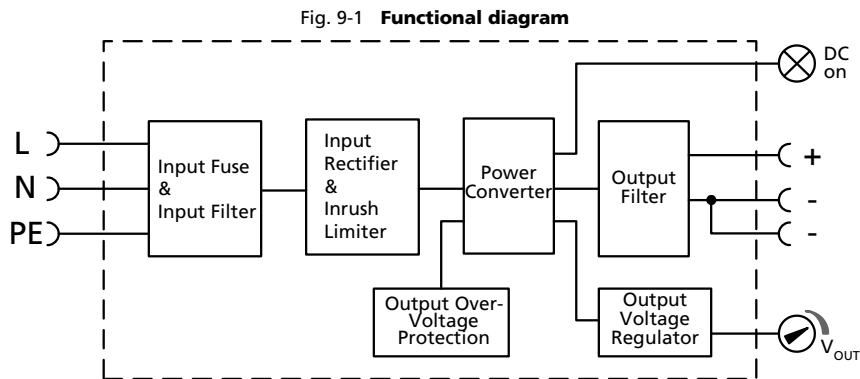 Fig. 9-1 Functional diagram
DC
on
L
N
PE
Input Fuse
&
Input Filter
Input
Rectifier
&
Inrush
Limiter
Power
Converter
Output
Filter
+
-
-
Output Over-
Voltage
Protection
Output
Voltage
Regulator
VOUT